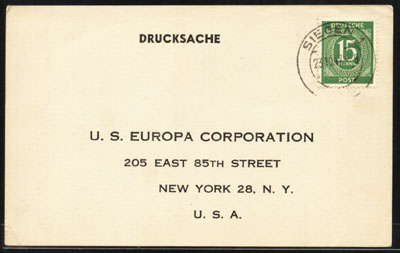 DRUCKSACHE
SIEGEN
DEUTSCHE
15
POST
U. S. EUROPA CORPORATION
205 EAST 85TH STREET
NEW YORK 28, N. Y.
U. S. A.